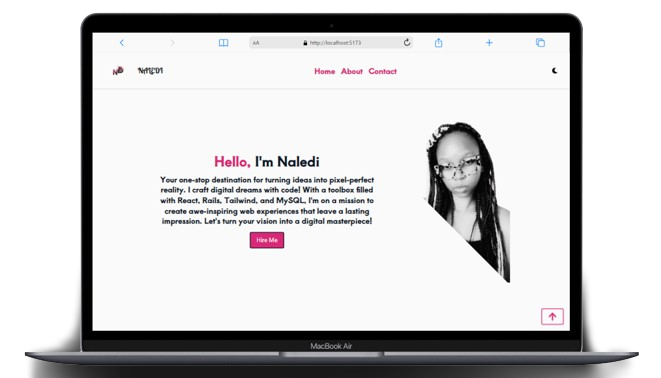 AA http://localhost:5173
NALEDI Home About Contact
Hello, I'm Naledi
Your one-stop destination for turning ideas into pixel-perfect
reality. I craft digital dreams with code! With a toolbox filled
with React, Rails, Tailwind, and MySQL, I'm on a mission to
create awe-inspiring web experiences that leave a lasting
impression. Let's turn your vision into a digital masterpiece!
Hire Me
MacBook Air